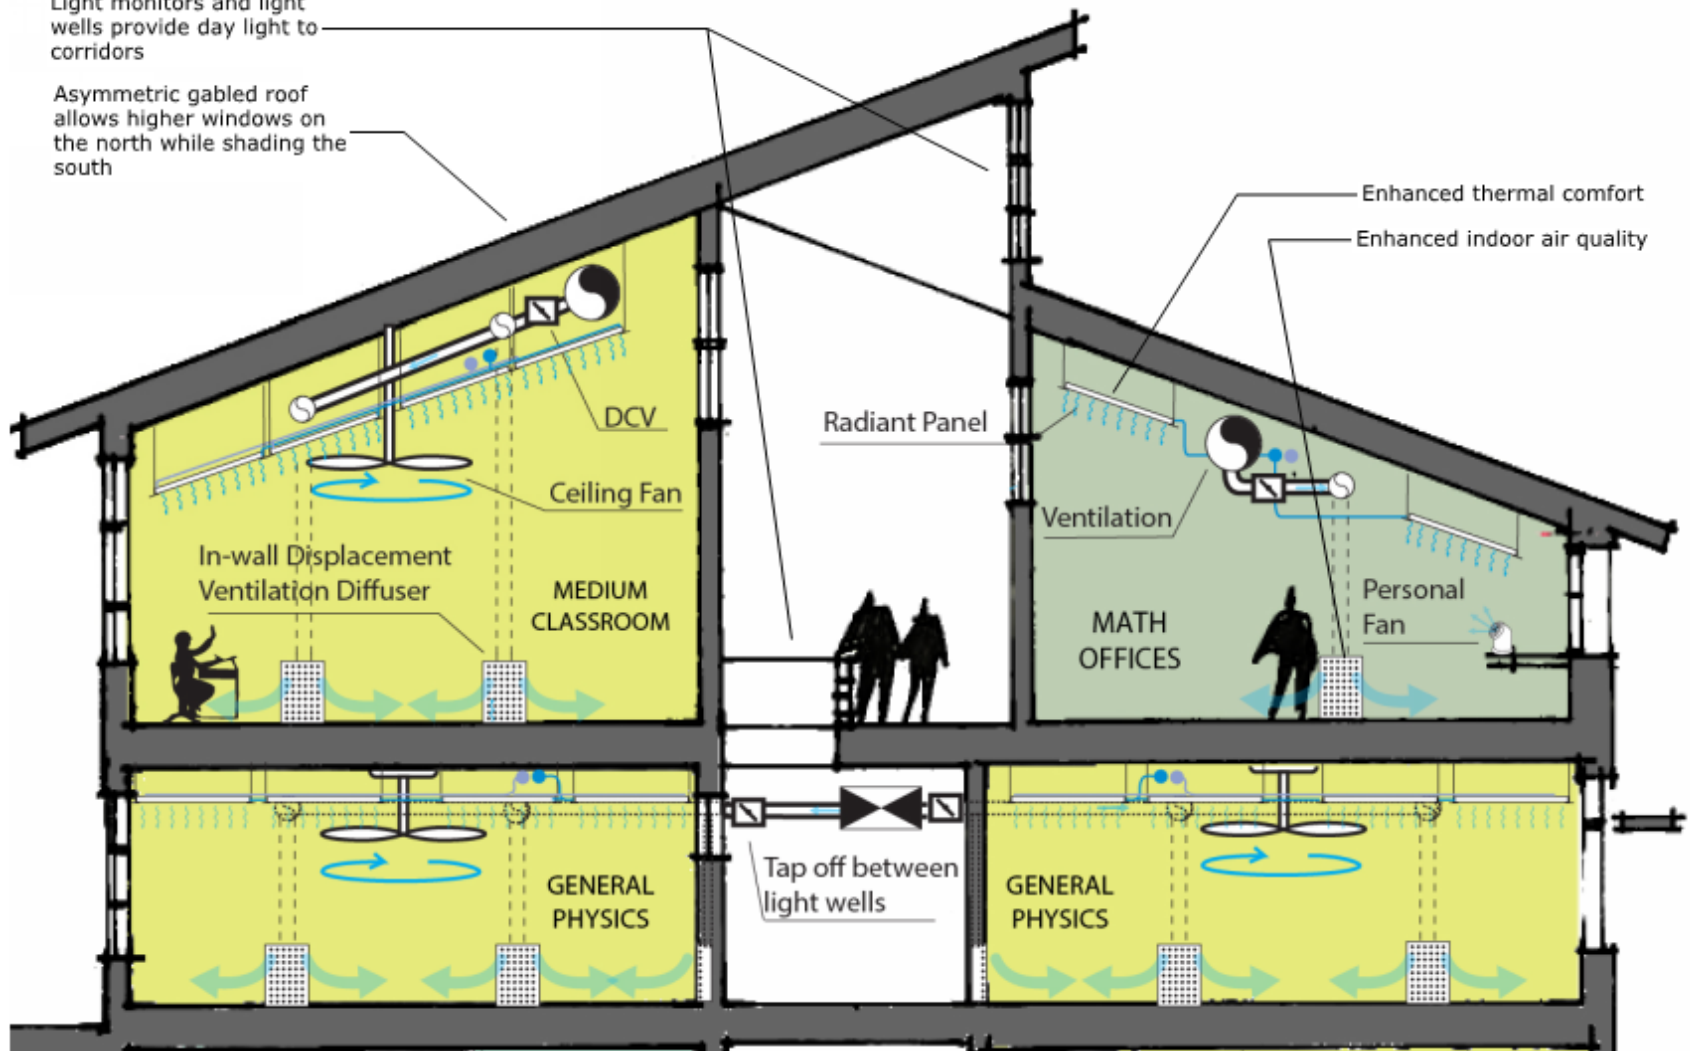 Light monitors and light
wells provide day light to
corridors
Asymmetric gabled roof
allows higher windows on
the north while shading the
south
Enhanced thermal comfort
Enhanced indoor air quality
DCV
Radiant Panel
Ceiling Fan
Ventilation
In-wall Displacement
Ventilation Diffuser
MEDIUM
CLASSROOM
MATH
OFFICES
Personal
Fan
Tap off between
light wells
GENERAL
PHYSICS
GENERAL
PHYSICS